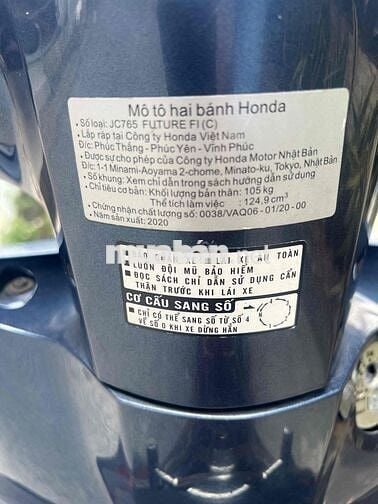 Mô tô hai bánh Honda
Số loại: JC765 FUTURE FI (C)
Lắp ráp tại Công ty Honda Việt Nam
Đ/c: Phúc Thắng - Phúc Yên - Vĩnh Phúc
Được sự cho phép của Công ty Honda Motor Nhật Bản
Đ/c: 1-1 Minami-Aoyama 2-chome, Minato-ku, Tokyo, Nhật Bản
Số khung: Xem chỉ dẫn trong sách hướng dẫn sử dụng
Chỉ tiêu cơ bản: Khối lượng bản thân: 105 kg
Thể tích làm việc: 124,9 cm³
Chứng nhận chất lượng số: 0038/VAQ06 - 01/20 - 00
Năm sản xuất: 2020
muaban
LÁI XE AN TOÀN
LUÔN ĐỘI MŨ BẢO HIỂM
ĐỌC SÁCH CHỈ DẪN SỬ DỤNG CẨN
THẬN TRƯỚC KHI LÁI XE
CƠ CẤU SANG SỐ
CHỈ CÓ THỂ SANG SỐ TỪ SỐ 4
VỀ SỐ 0 KHI XE DỪNG HẲN